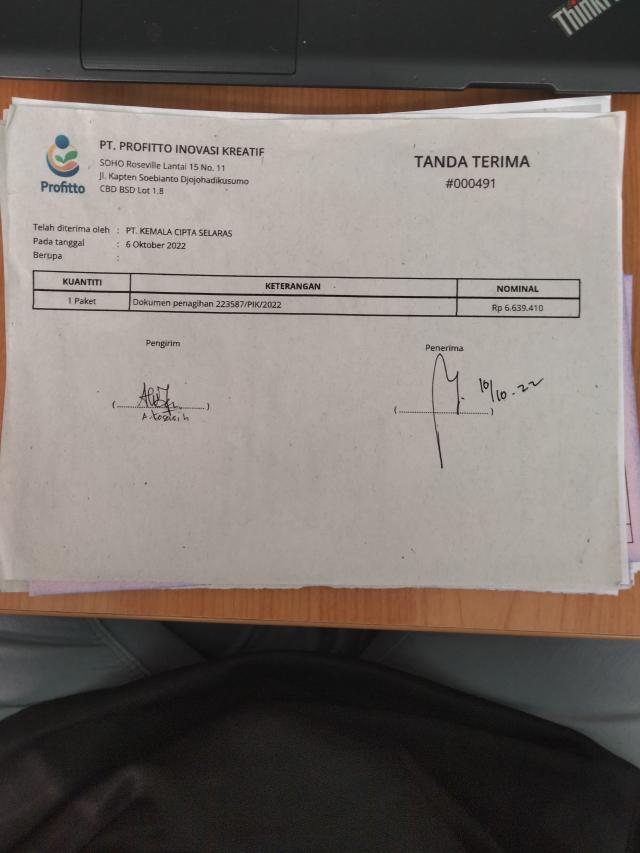 ThinkP
PT. PROFITTO INOVASI KREATIF
SOHO Roseville Lantai 15 No. 11
Jl. Kapten Soebianto Djojohadikusumo
CBD BSD Lot 1.8
Profitto
TANDA TERIMA
#000491
Telah diterima oleh : PT. KEMALA CIPTA SELARAS
Pada tanggal : 6 Oktober 2022
Berupa :
KUANTITI KETERANGAN NOMINAL
1 Paket Dokumen penagihan 223587/PIK/2022 Rp 6.639.410
Pengirim Penerima
10/10.22
(........................) (........................)